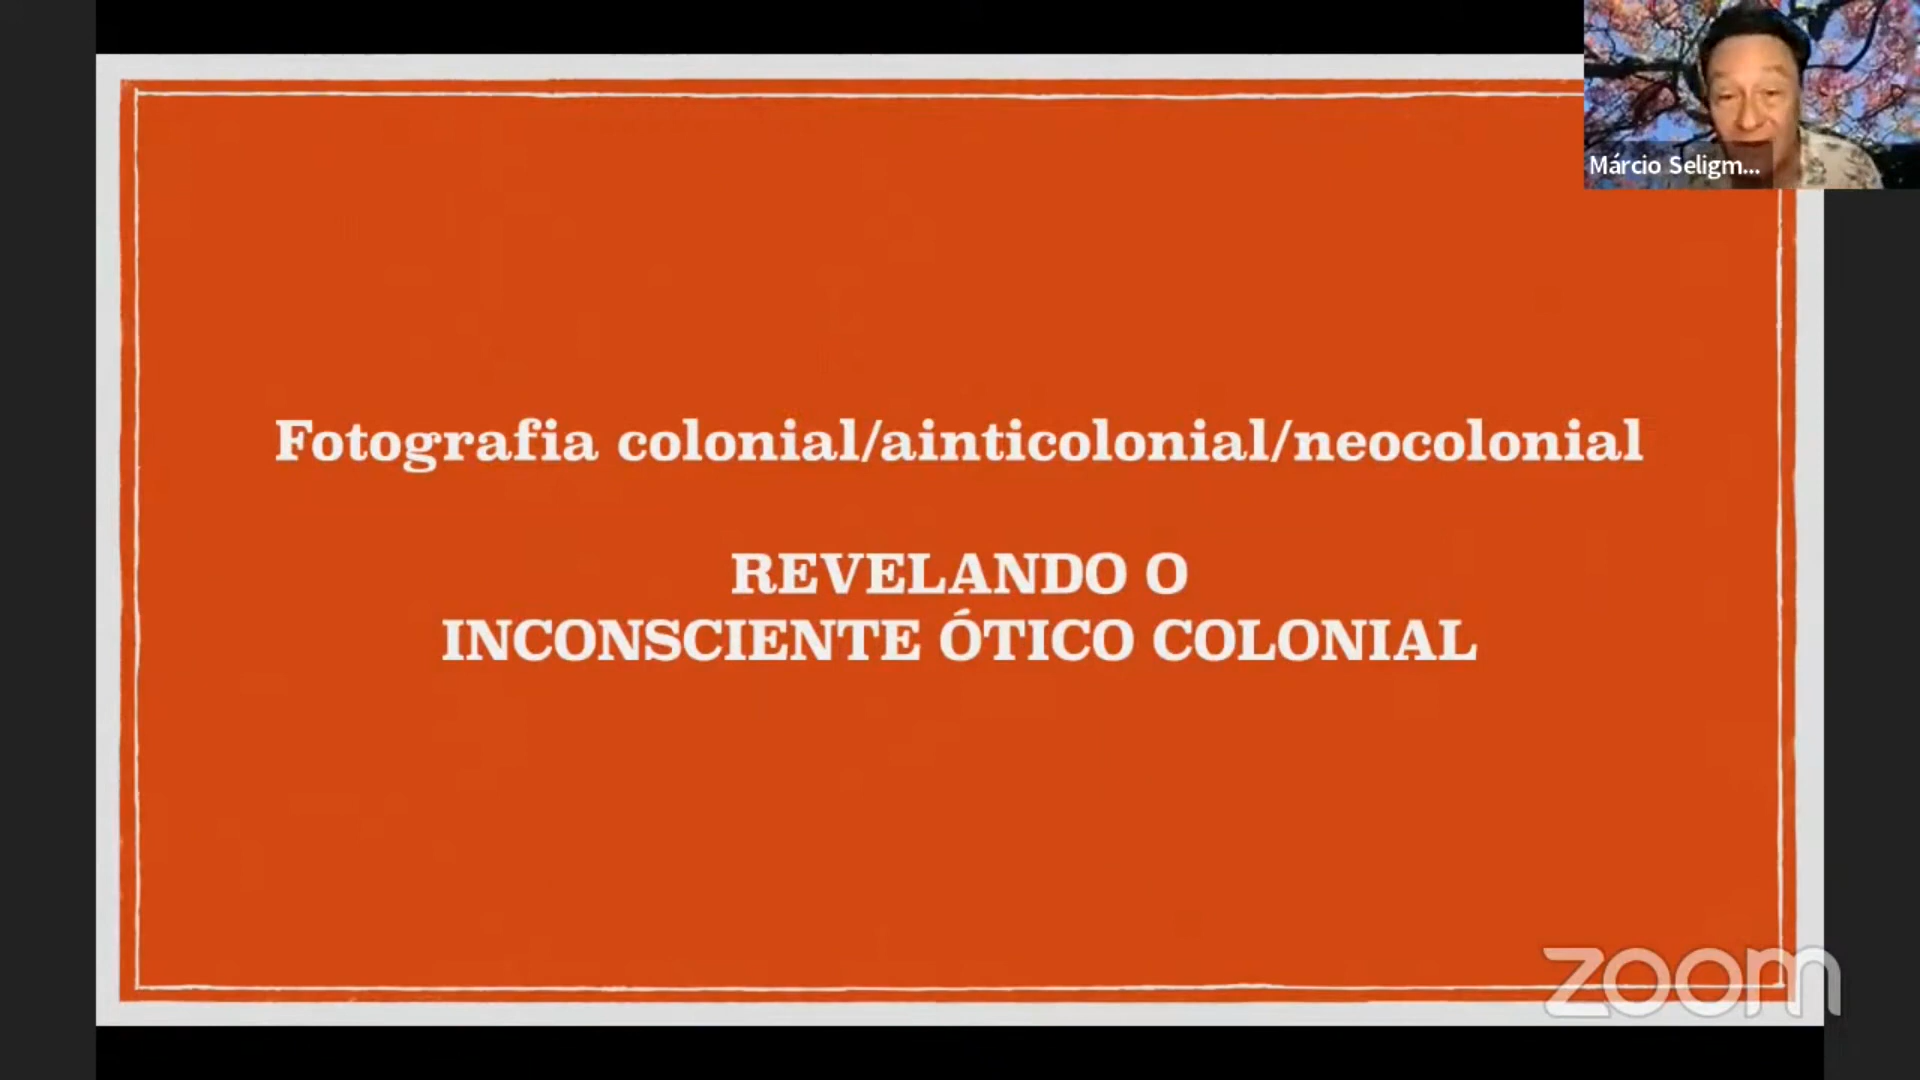 Márcio Seligm...
Fotografia colonial/ainticolonial/neocolonial
REVELANDO O
INCONSCIENTE ÓTICO COLONIAL
zoom